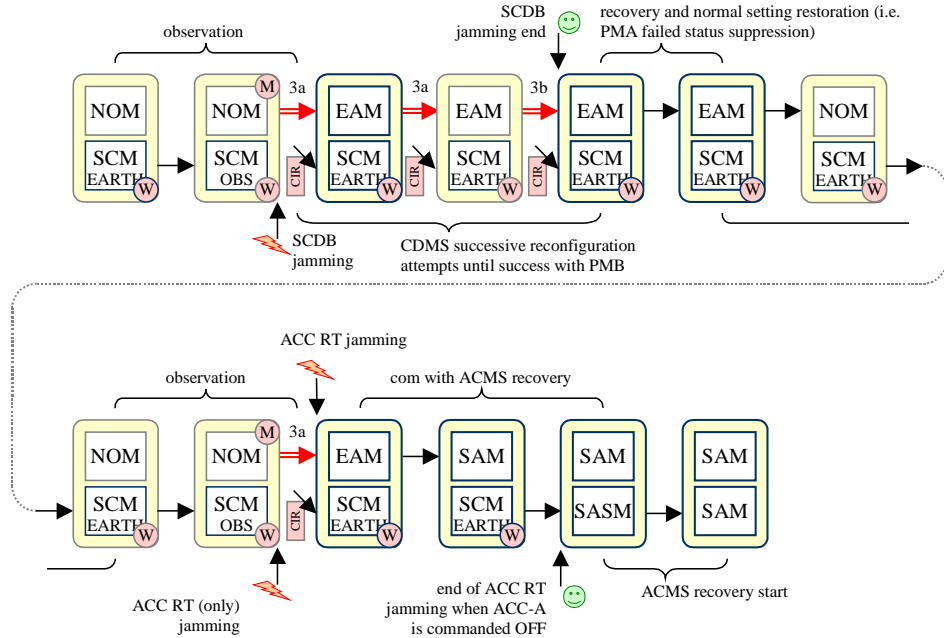 SCDB
jamming end
recovery and normal setting restoration (i.e.
PMA failed status suppression)
observation
M
3a
3a
3b
NOM
NOM
EAM
EAM
EAM
EAM
NOM
SCM
EARTH
W
SCM
OBS
W
CIR
SCM
EARTH
W
CIR
SCM
EARTH
W
CIR
SCM
EARTH
W
SCM
EARTH
W
SCM
EARTH
W
SCDB
jamming
CDMS successive reconfiguration
attempts until success with PMB
ACC RT jamming
observation
com with ACMS recovery
M
3a
NOM
NOM
EAM
SAM
SAM
SAM
SCM
EARTH
W
SCM
OBS
W
CIR
SCM
EARTH
W
SCM
EARTH
W
SASM
SAM
ACC RT (only)
jamming
end of ACC RT
jamming when ACC-A
is commanded OFF
ACMS recovery start